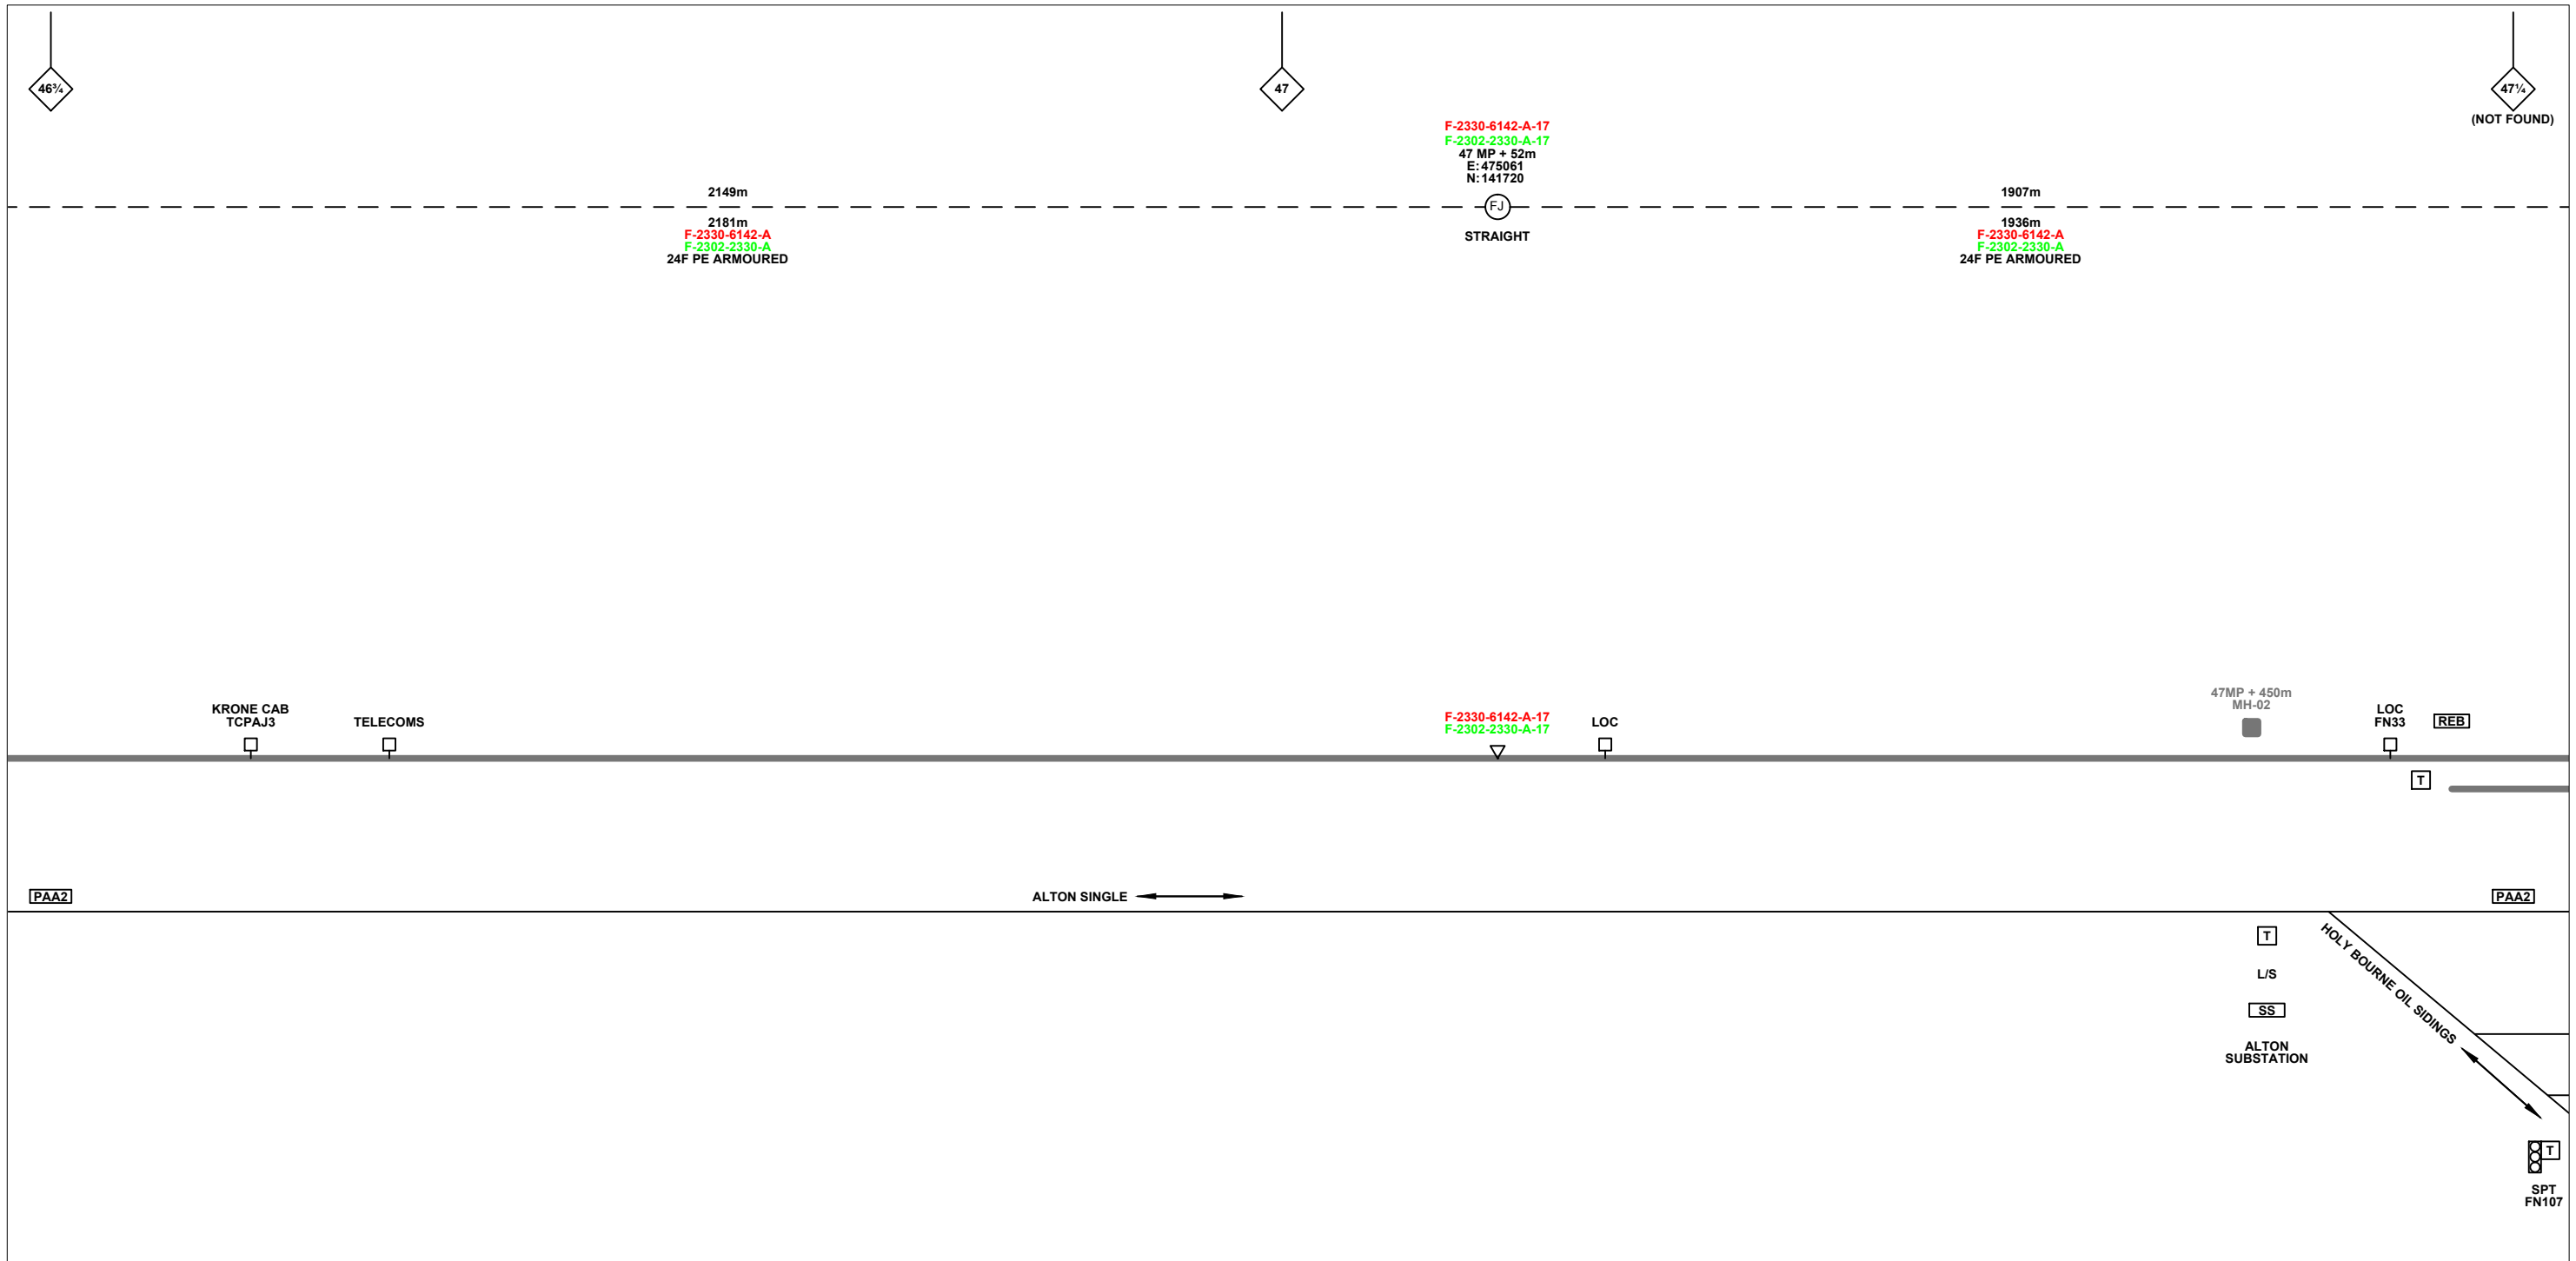 46¾
47
47¼
(NOT FOUND)
F-2330-6142-A-17
F-2302-2330-A-17
47 MP + 52m
E:475061
N:141720
2149m
FJ
1907m
2181m
F-2330-6142-A
F-2302-2330-A
24F PE ARMOURED
STRAIGHT
1936m
F-2330-6142-A
F-2302-2330-A
24F PE ARMOURED
KRONE CAB
TCPAJ3
TELECOMS
F-2330-6142-A-17
F-2302-2330-A-17
LOC
47MP + 450m
MH-02
LOC
FN33
REB
T
PAA2
ALTON SINGLE
PAA2
T
L/S
SS
ALTON
SUBSTATION
HOLY BOURNE OIL SIDINGS
T
SPT
FN107